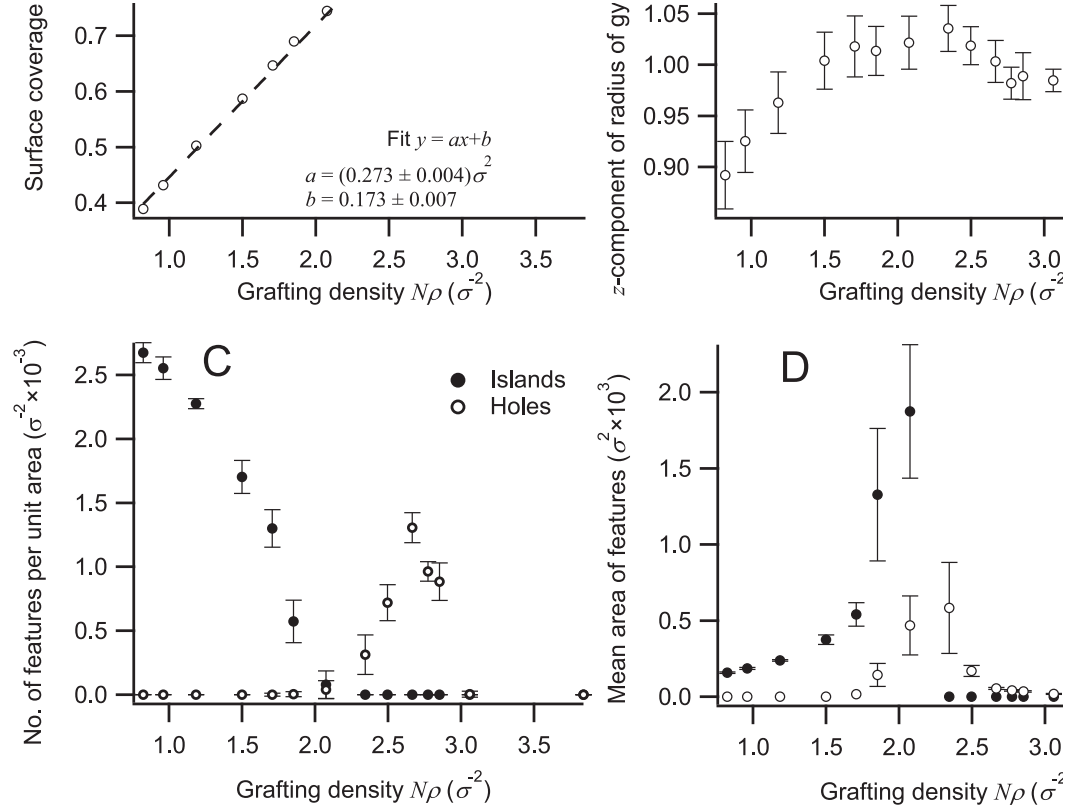 Surface coverage
0.7
0.6
0.5
0.4
Fit y = ax+b
a = (0.273 ± 0.004)σ²
b = 0.173 ± 0.007
1.0 1.5 2.0 2.5 3.0 3.5
Grafting density Nρ (σ⁻²)
z-component of radius of gy
1.05
1.00
0.95
0.90
1.0 1.5 2.0 2.5 3.0
Grafting density Nρ (σ⁻²
C
No. of features per unit area (σ⁻²×10⁻³)
2.5
2.0
1.5
1.0
0.5
0.0
Islands
Holes
1.0 1.5 2.0 2.5 3.0 3.5
Grafting density Nρ (σ⁻²)
D
Mean area of features (σ²×10³)
2.0
1.5
1.0
0.5
0.0
1.0 1.5 2.0 2.5 3.0
Grafting density Nρ (σ⁻²